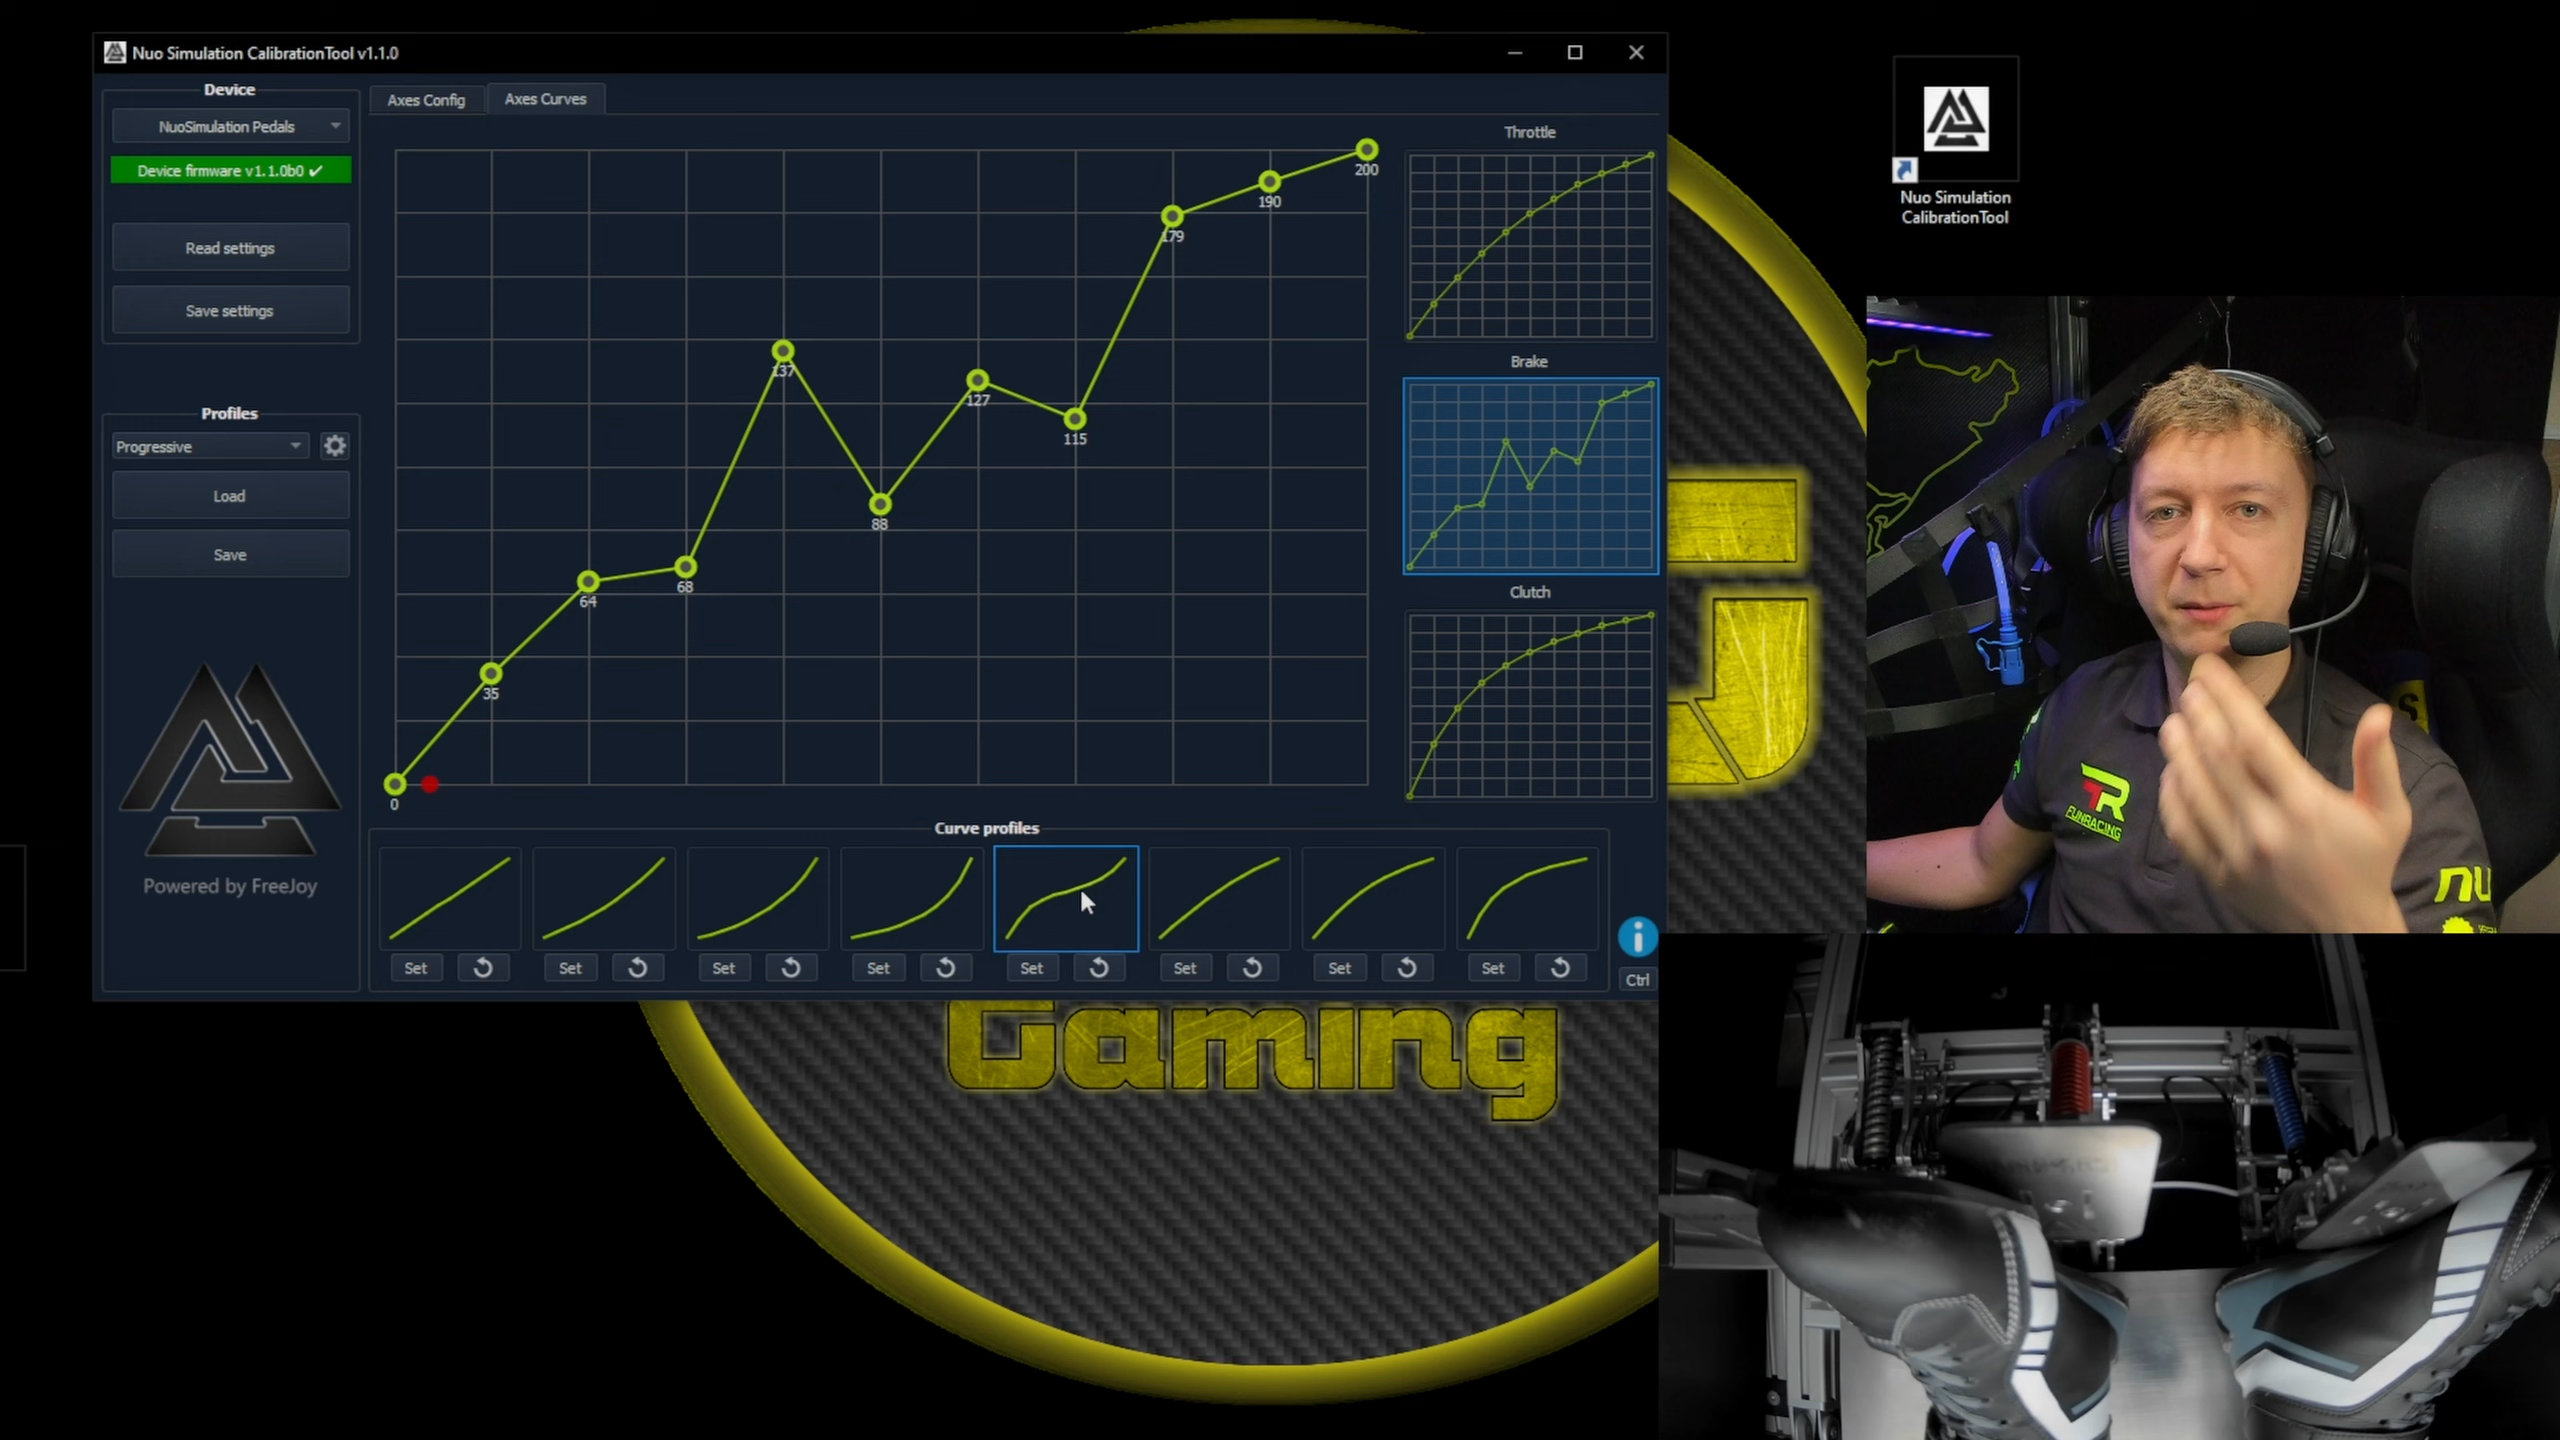 Nuo Simulation CalibrationTool v1.1.0
Device
NuoSimulation Pedals
Device firmware v1.1.0b0 ✓
Read settings
Save settings
Profiles
Progressive
Load
Save
Powered by FreeJoy
Axes Config
Axes Curves
200
190
179
137
127
115
88
68
64
35
0
Throttle
Brake
Clutch
Curve profiles
Set
Set
Set
Set
Set
Set
Set
Set
i
Ctrl
Nuo Simulation
CalibrationTool
Gaming
FUNRACING
nu
S